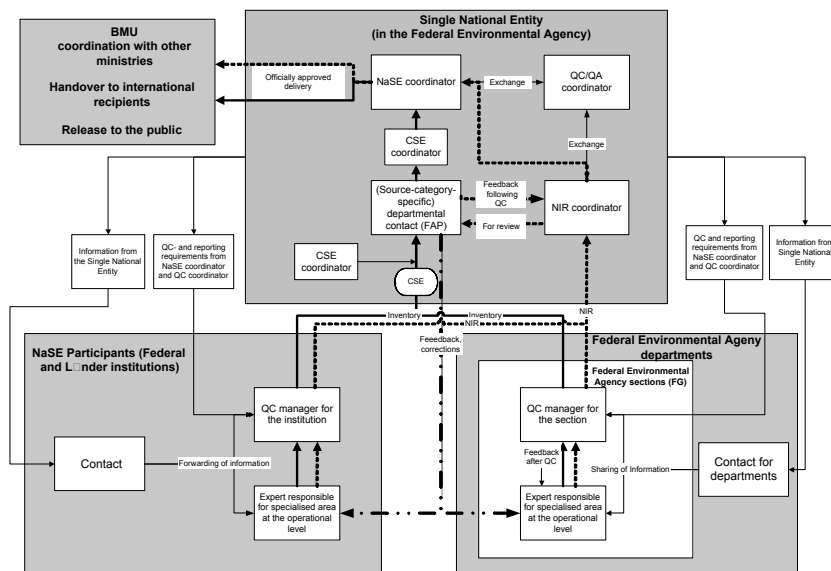 Single National Entity
(in the Federal Environmental Agency)
BMU
coordination with other
ministries
Handover to international
recipients
Release to the public
Officially approved
delivery
NaSE coordinator
Exchange
QC/QA
coordinator
CSE
coordinator
Exchange
(Source-category-
specific)
departmental
contact (FAP)
Feedback
following
QC
For review
NIR coordinator
CSE
coordinator
CSE
Information from
the Single National
Entity
QC- and reporting
requirements from
NaSE coordinator
and QC coordinator
QC and reporting
requirements from
NaSE coordinator
and QC coordinator
Information from
Single National
Entity
NIR
Inventory
Inventory
NIR
Feeedback,
corrections
NaSE Participants (Federal
and L□nder institutions)
Federal Environmental Ageny
departments
Federal Environmental
Agency sections (FG)
QC manager for
the institution
QC manager for
the section
Contact
Forwarding of information
Feedback
after QC
Sharing of Information
Contact for
departments
Expert responsible
for specialised area
at the operational
level
Expert responsible
for specialised area
at the operational
level